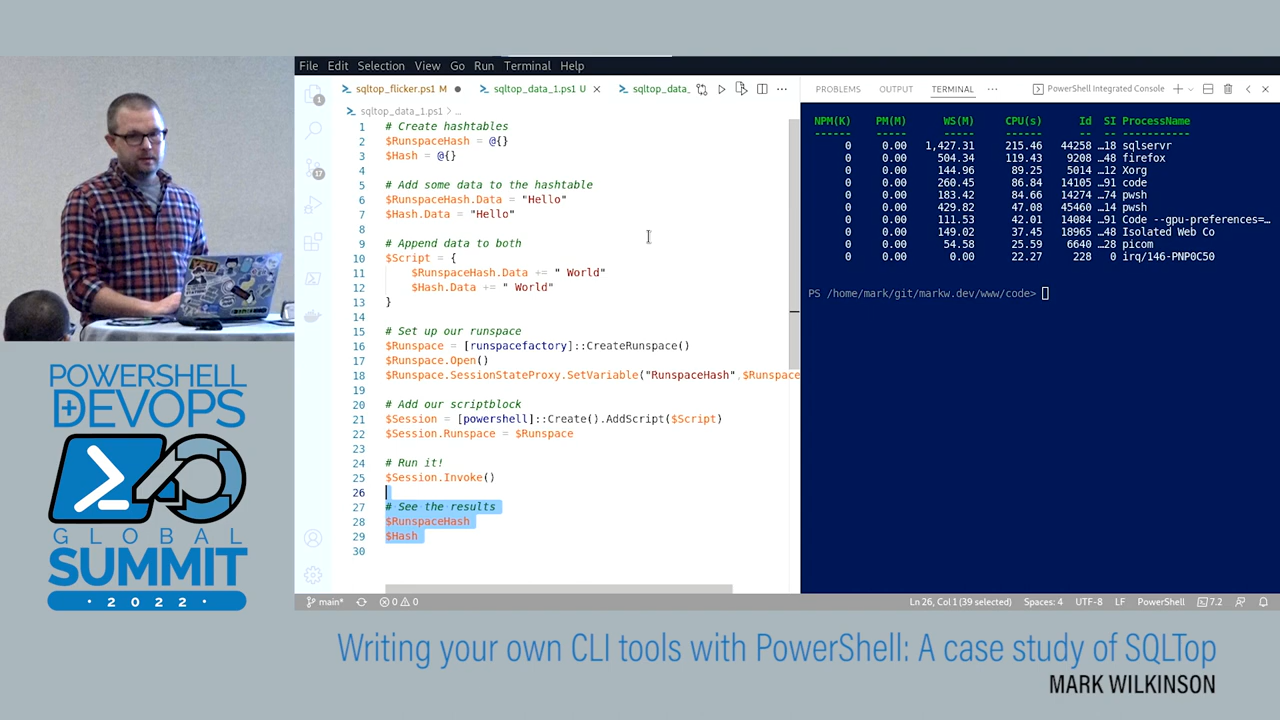 File Edit Selection View Go Run Terminal Help
sqltop_flicker.ps1 M
sqltop_data_1.ps1 U
sqltop_data_
sqltop_data_1.ps1 > ...
1 # Create hashtables
2 $RunspaceHash = @{}
3 $Hash = @{}
4
5 # Add some data to the hashtable
6 $RunspaceHash.Data = "Hello"
7 $Hash.Data = "Hello"
8
9 # Append data to both
10 $Script = {
11 $RunspaceHash.Data += " World"
12 $Hash.Data += " World"
13 }
14
15 # Set up our runspace
16 $Runspace = [runspacefactory]::CreateRunspace()
17 $Runspace.Open()
18 $Runspace.SessionStateProxy.SetVariable("RunspaceHash",$Runspace
19
20 # Add our scriptblock
21 $Session = [powershell]::Create().AddScript($Script)
22 $Session.Runspace = $Runspace
23
24 # Run it!
25 $Session.Invoke()
26
27 # See the results
28 $RunspaceHash
29 $Hash
30
1
17
PROBLEMS OUTPUT TERMINAL ... PowerShell Integrated Console
NPM(K) PM(M) WS(M) CPU(s) Id SI ProcessName
------ ----- ----- ------ -- -- -----------
0 0.00 1,427.31 215.46 44258 …18 sqlservr
0 0.00 504.34 119.43 9208 …48 firefox
0 0.00 144.96 89.25 5014 …12 Xorg
0 0.00 260.45 86.84 14105 …91 code
0 0.00 183.42 84.68 14274 …74 pwsh
0 0.00 429.82 47.08 45460 …14 pwsh
0 0.00 111.53 42.01 14084 …91 Code --gpu-preferences=…
0 0.00 149.02 37.45 18965 …48 Isolated Web Co
0 0.00 54.58 25.59 6640 …28 picom
0 0.00 0.00 22.27 228 0 irq/146-PNP0C50
PS /home/mark/git/markw.dev/www/code>
main* 0 0 Ln 26, Col 1 (39 selected) Spaces: 4 UTF-8 LF PowerShell 7.2
POWERSHELL
DEVOPS
GLOBAL
SUMMIT
· 2022 ·
Writing your own CLI tools with PowerShell: A case study of SQLTop
MARK WILKINSON
YETI